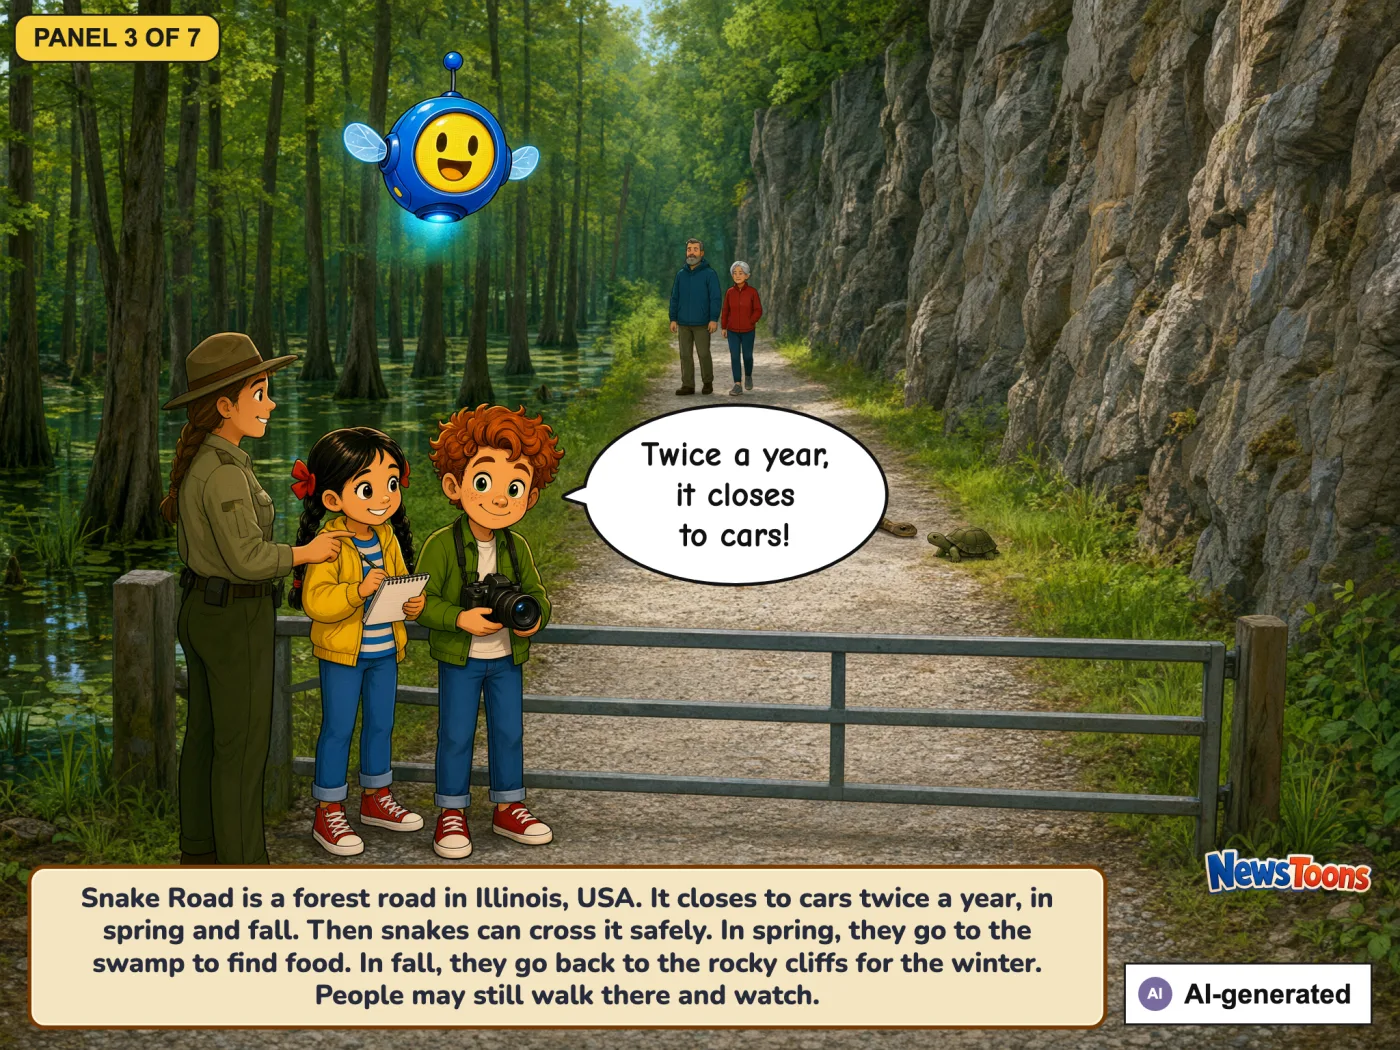 PANEL 3 OF 7
Twice a year,
it closes
to cars!
NewsToons
Snake Road is a forest road in Illinois, USA. It closes to cars twice a year, in
spring and fall. Then snakes can cross it safely. In spring, they go to the
swamp to find food. In fall, they go back to the rocky cliffs for the winter.
People may still walk there and watch.
AI AI-generated